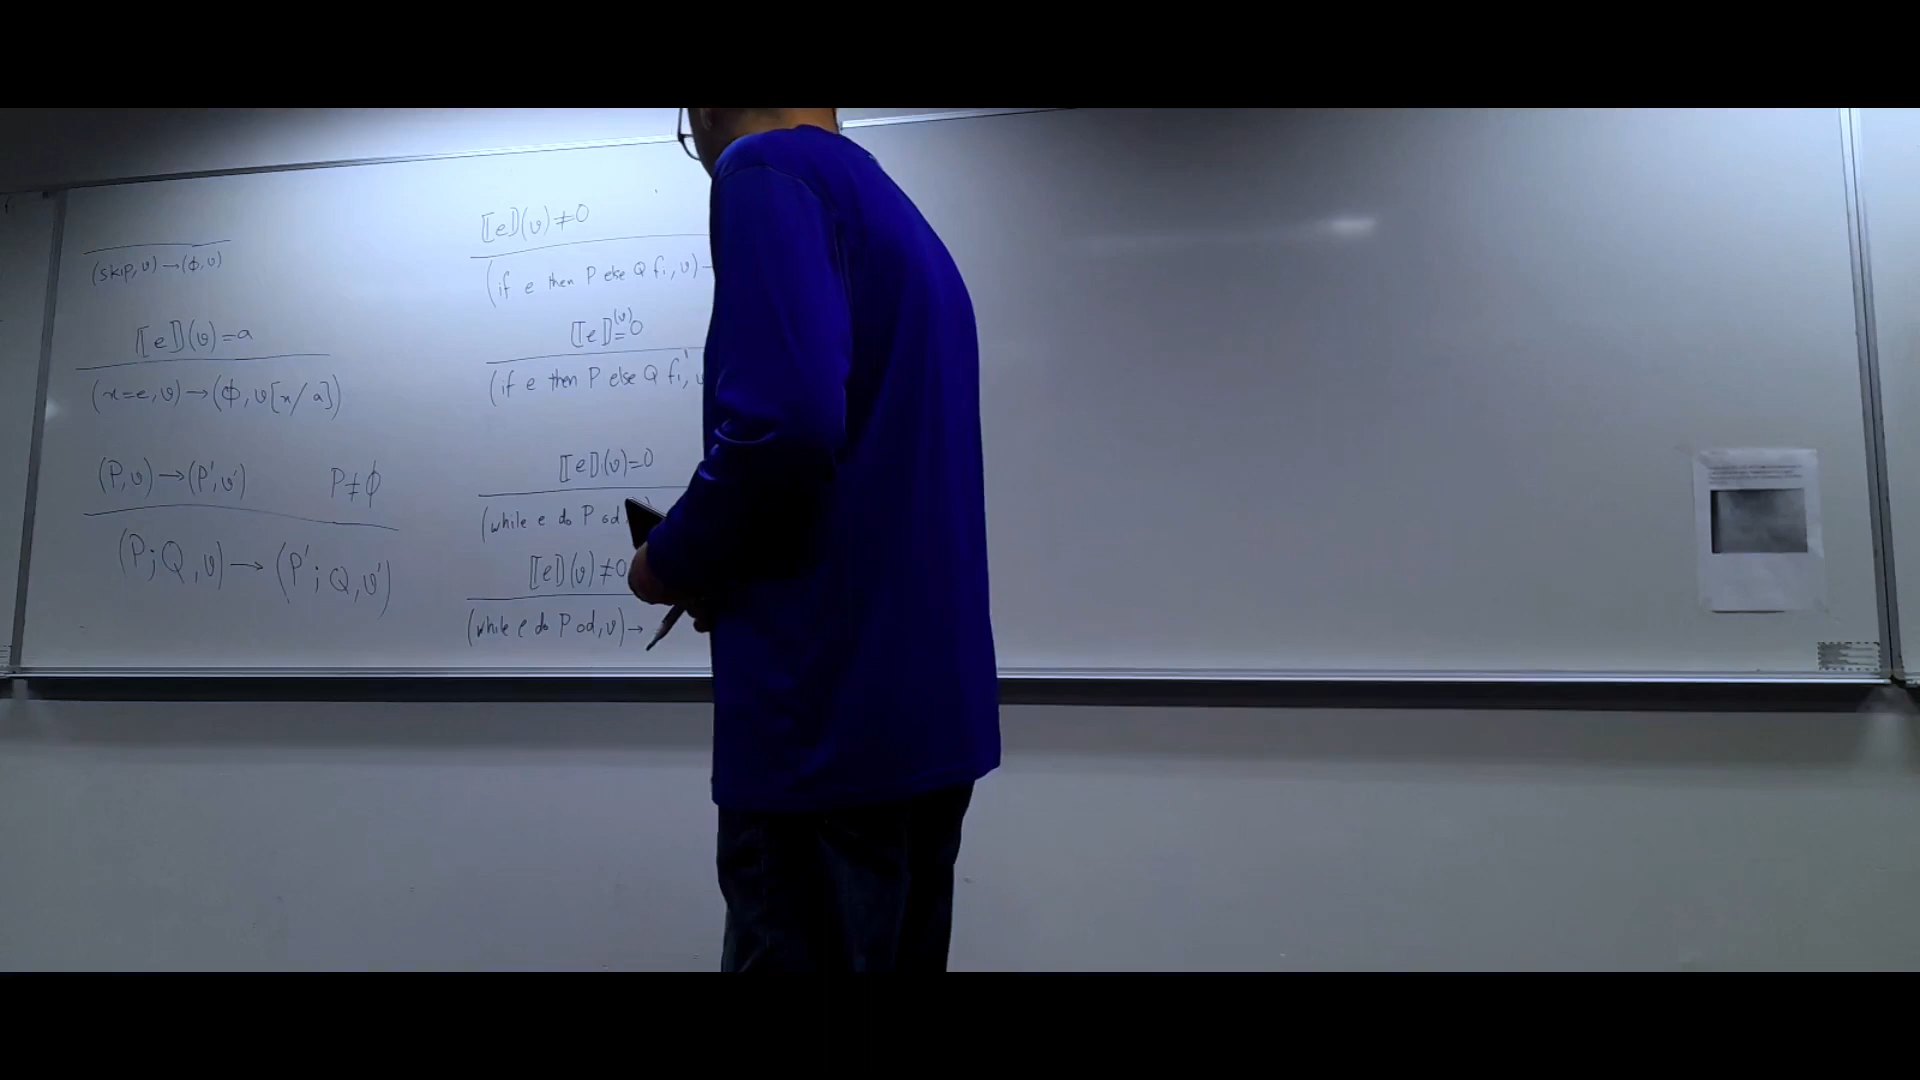 (skip, v) → (ϕ, v)
⟦e⟧(v) = a
(x = e, v) → (ϕ, v[x/a])
(P, v) → (P', v') P ≠ ϕ
(P; Q, v) → (P'; Q, v')
⟦e⟧(v) ≠ 0
(if e then P else Q fi, v) →
⟦e⟧(v) = 0
(if e then P else Q fi, v
⟦e⟧(v) = 0
(while e do P od
⟦e⟧(v) ≠ 0
(while e do P od, v) →